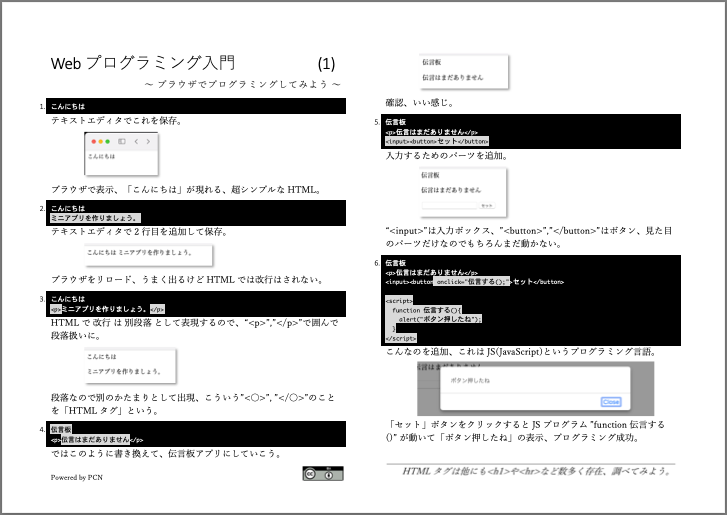 Web プログラミング入門 (1)
～ ブラウザでプログラミングしてみよう ～
1. こんにちは
テキストエディタでこれを保存。
こんにちは
ブラウザで表示、「こんにちは」が現れる、超シンプルな HTML。
2. こんにちは
ミニアプリを作りましょう。
テキストエディタで 2 行目を追加して保存。
こんにちは ミニアプリを作りましょう。
ブラウザをリロード、うまく出るけど HTML では改行はされない。
3. こんにちは
<p>ミニアプリを作りましょう。</p>
HTML で 改行 は 別段落 として表現するので、“<p>”,”</p>”で囲んで
段落扱いに。
こんにちは
ミニアプリを作りましょう。
段落なので別のかたまりとして出現、こういう”<〇>”, ”</〇>”のこと
を「HTML タグ」という。
4. 伝言板
<p>伝言はまだありません</p>
ではこのように書き換えて、伝言板アプリにしていこう。
Powered by PCN
cc
BY
伝言板
伝言はまだありません
確認、いい感じ。
5. 伝言板
<p>伝言はまだありません</p>
<input><button>セット</button>
入力するためのパーツを追加。
伝言板
伝言はまだありません
セット
“<input>”は入力ボックス、”<button>”,”</button>”はボタン、見た目
のパーツだけなのでもちろんまだ動かない。
6. 伝言板
<p>伝言はまだありません</p>
<input><button onclick="伝言する();">セット</button>
<script>
function 伝言する(){
alert("ボタン押したね");
}
</script>
こんなのを追加、これは JS(JavaScript)というプログラミング言語。
伝言はまだありません
ボタン押したね
Close
「セット」ボタンをクリックすると JS プログラム ”function 伝言する
()” が動いて「ボタン押したね」の表示、プログラミング成功。
HTML タグは他にも<h1>や<hr>など数多く存在、調べてみよう。